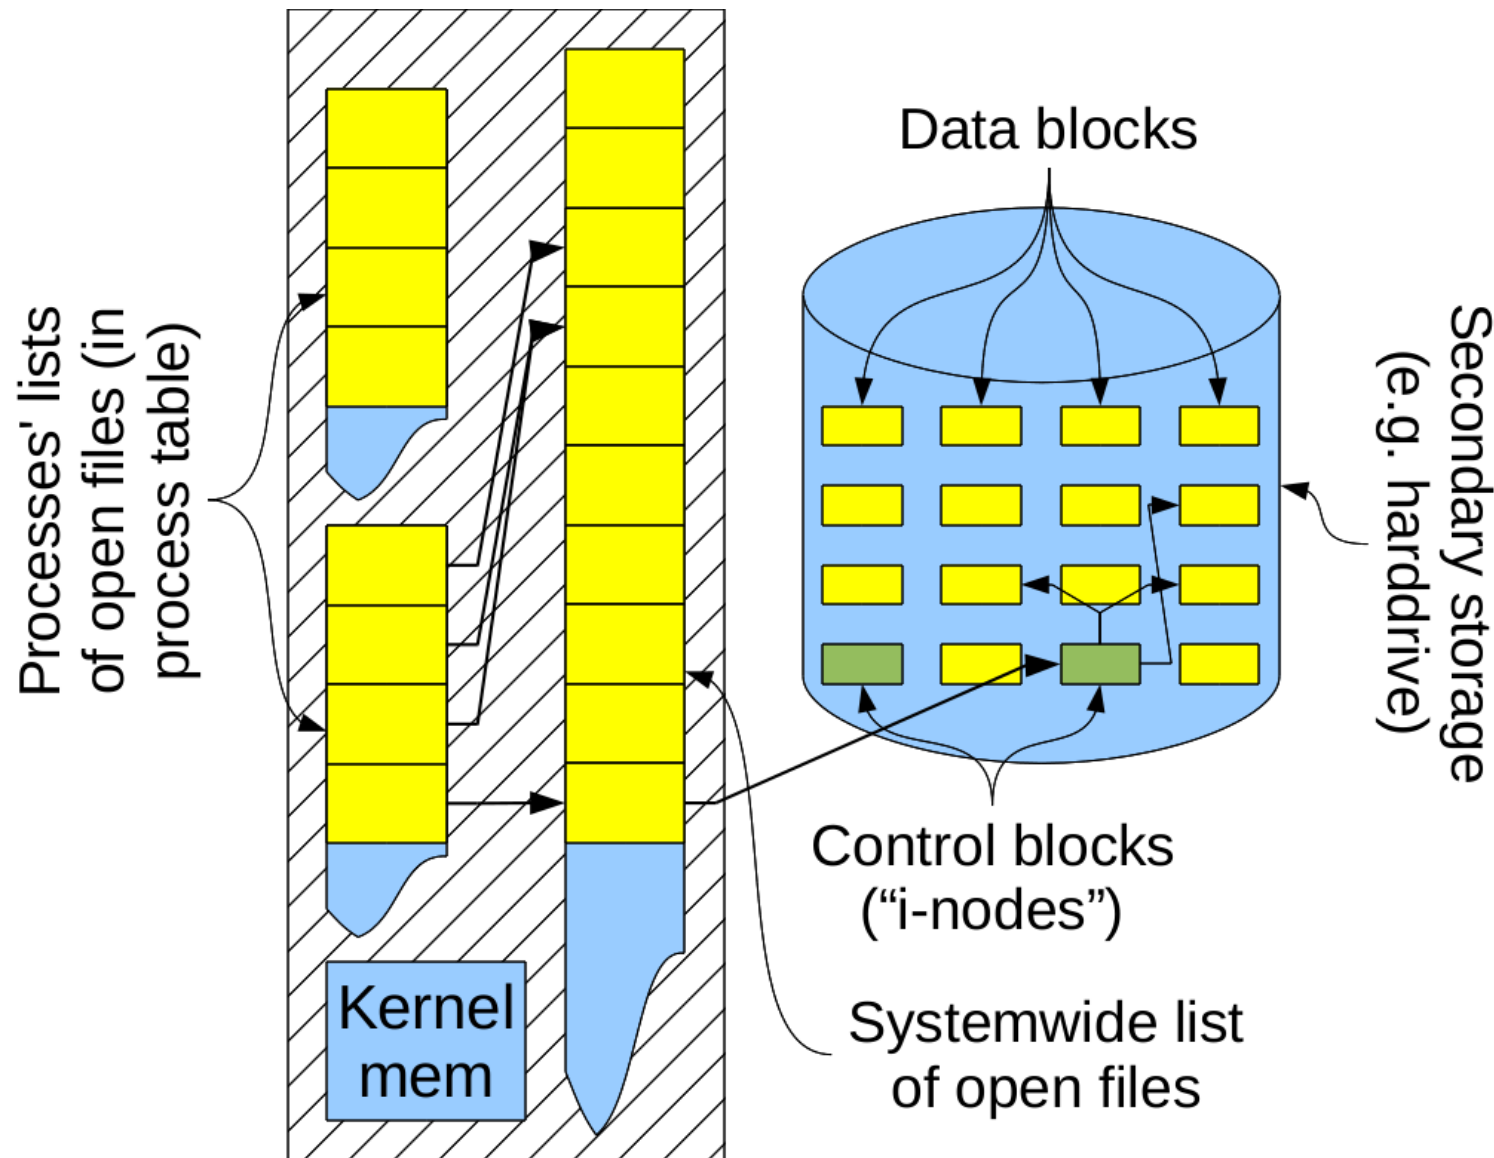 Processes' lists
of open files (in
process table)
Data blocks
Secondary storage
(e.g. harddrive)
Control blocks
(“i-nodes”)
Kernel
mem
Systemwide list
of open files